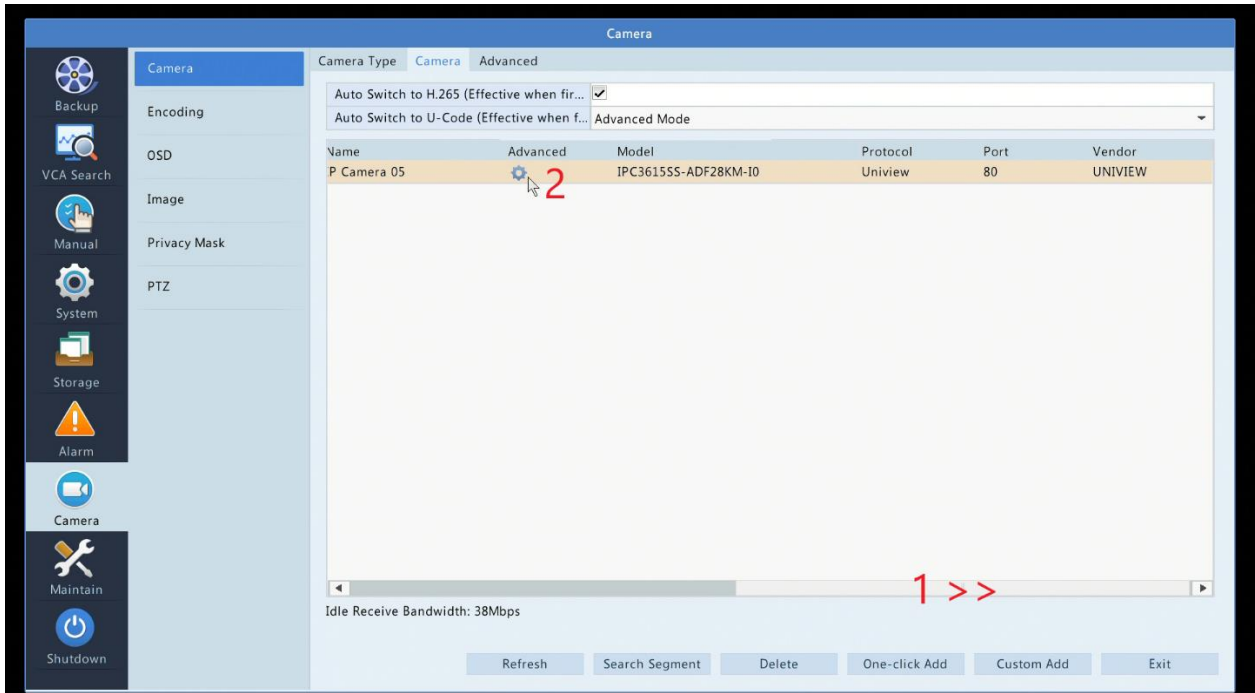 Camera
Backup
VCA Search
Manual
System
Storage
Alarm
Camera
Maintain
Shutdown
Camera
Encoding
OSD
Image
Privacy Mask
PTZ
Camera Type Camera Advanced
Auto Switch to H.265 (Effective when fir...
Auto Switch to U-Code (Effective when f... Advanced Mode
Name Advanced Model Protocol Port Vendor
P Camera 05 2 IPC3615SS-ADF28KM-I0 Uniview 80 UNIVIEW
1 >>
Idle Receive Bandwidth: 38Mbps
Refresh Search Segment Delete One-click Add Custom Add Exit